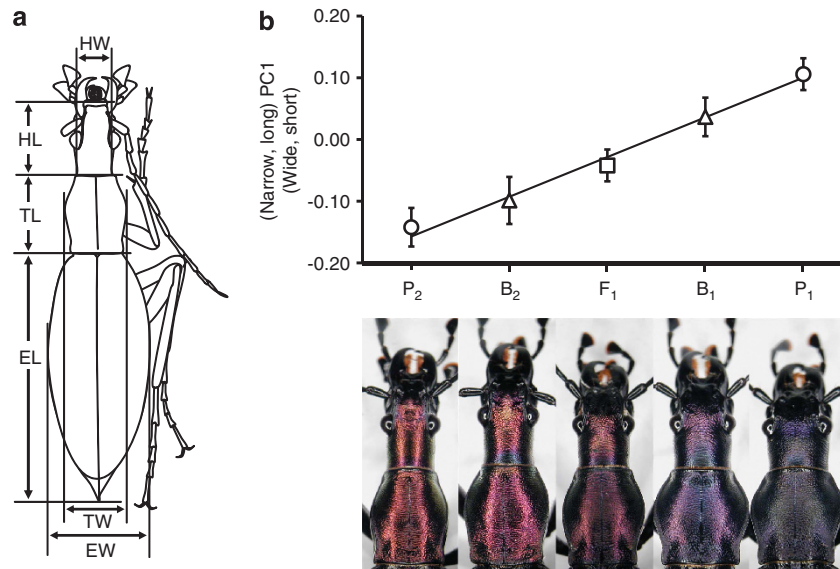 a
HW
HL
TL
EL
TW
EW
b
(Narrow, long) PC1
(Wide, short)
0.20
0.10
0.00
-0.10
-0.20
P₂
B₂
F₁
B₁
P₁